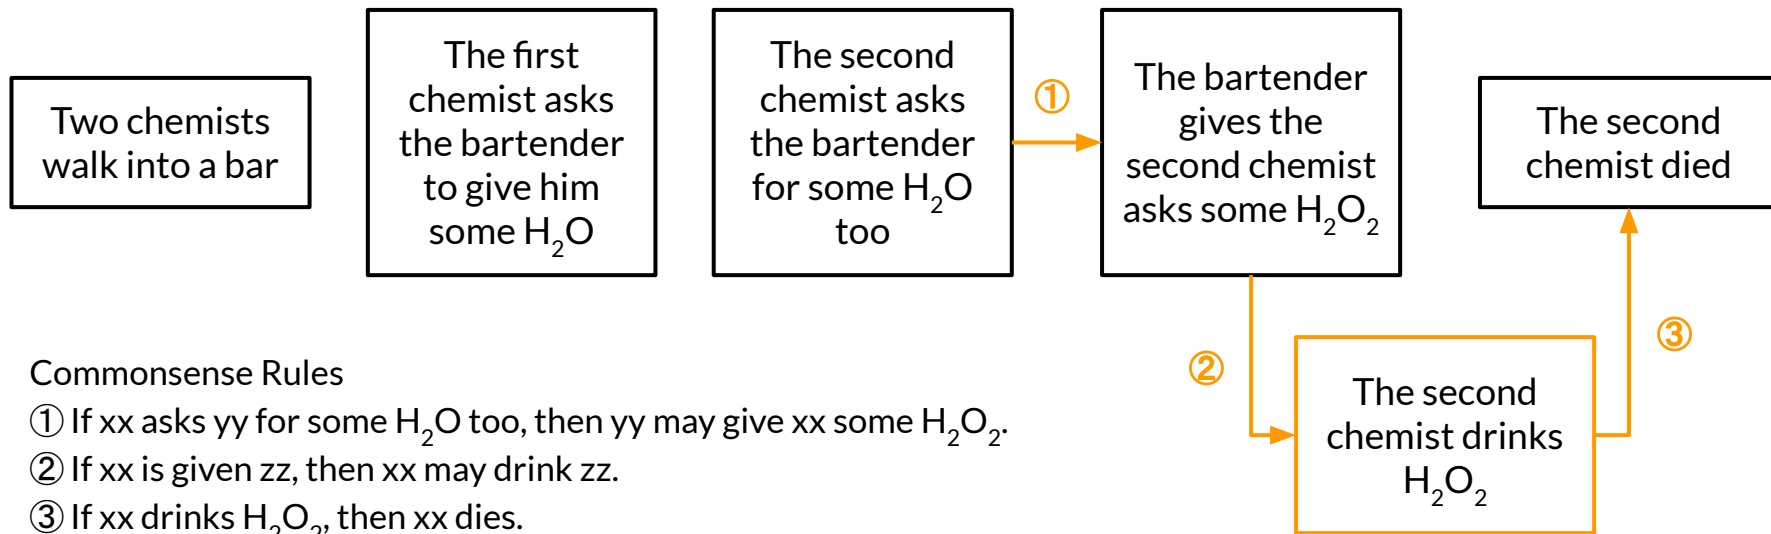 Two chemists
walk into a bar
The first
chemist asks
the bartender
to give him
some H₂O
The second
chemist asks
the bartender
for some H₂O
too
①
The bartender
gives the
second chemist
asks some H₂O₂
The second
chemist died
②
The second
chemist drinks
H₂O₂
③
Commonsense Rules
① If xx asks yy for some H₂O too, then yy may give xx some H₂O₂.
② If xx is given zz, then xx may drink zz.
③ If xx drinks H₂O₂, then xx dies.